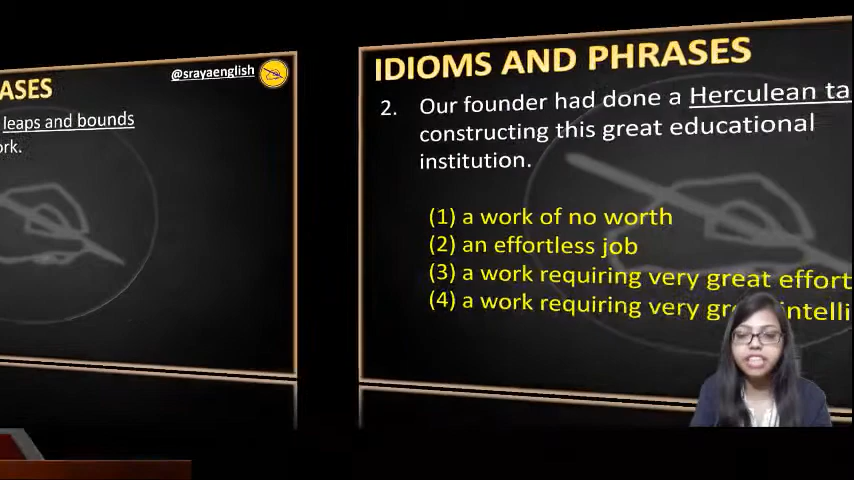 ASES
@srayaenglish
leaps and bounds
rk.
IDIOMS AND PHRASES
2. Our founder had done a Herculean ta
constructing this great educational
institution.
(1) a work of no worth
(2) an effortless job
(3) a work requiring very great effort
(4) a work requiring very gr intelli